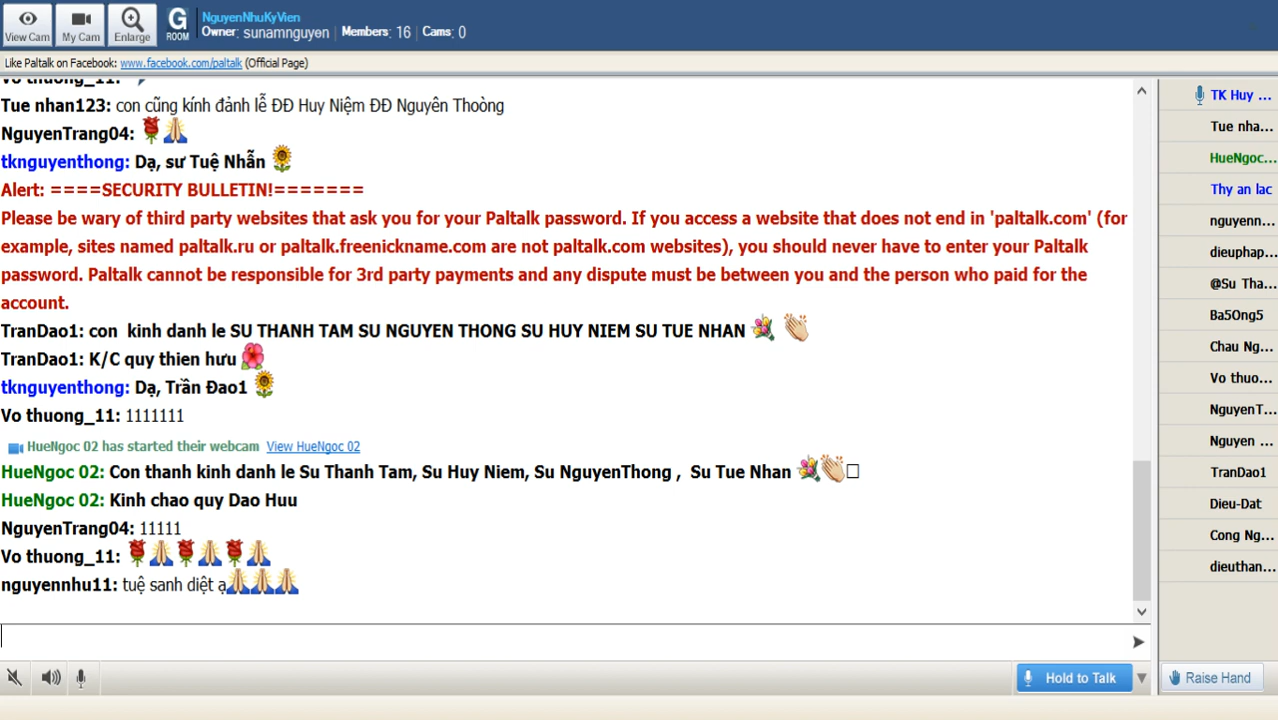 View Cam
My Cam
Enlarge
G
ROOM
NguyenNhuKyVien
Owner: sunamnguyen Members: 16 Cams: 0
Like Paltalk on Facebook: www.facebook.com/paltalk (Official Page)
Vo thuong_11:
Tue nhan123: con cũng kính đảnh lễ ĐĐ Huy Niệm ĐĐ Nguyên Thoòng
NguyenTrang04: 🌹🙏
tknguyenthong: Dạ, sư Tuệ Nhẫn 🌻
Alert: ====SECURITY BULLETIN!=======
Please be wary of third party websites that ask you for your Paltalk password. If you access a website that does not end in 'paltalk.com' (for
example, sites named paltalk.ru or paltalk.freenickname.com are not paltalk.com websites), you should never have to enter your Paltalk
password. Paltalk cannot be responsible for 3rd party payments and any dispute must be between you and the person who paid for the
account.
TranDao1: con kinh danh le SU THANH TAM SU NGUYEN THONG SU HUY NIEM SU TUE NHAN 💐 👏
TranDao1: K/C quy thien hưu 🌺
tknguyenthong: Dạ, Trần Đao1 🌻
Vo thuong_11: 1111111
HueNgoc 02 has started their webcam View HueNgoc 02
HueNgoc 02: Con thanh kinh danh le Su Thanh Tam, Su Huy Niem, Su NguyenThong , Su Tue Nhan 💐👏□
HueNgoc 02: Kinh chao quy Dao Huu
NguyenTrang04: 11111
Vo thuong_11: 🌹🙏🌹🙏🌹🙏
nguyennhu11: tuệ sanh diệt ạ🙏🙏🙏
Hold to Talk
TK Huy ...
Tue nha...
HueNgoc...
Thy an lac
nguyenn...
dieuphap...
@Su Tha...
Ba5Ong5
Chau Ng...
Vo thuo...
NguyenT...
Nguyen ...
TranDao1
Dieu-Dat
Cong Ng...
dieuthan...
Raise Hand